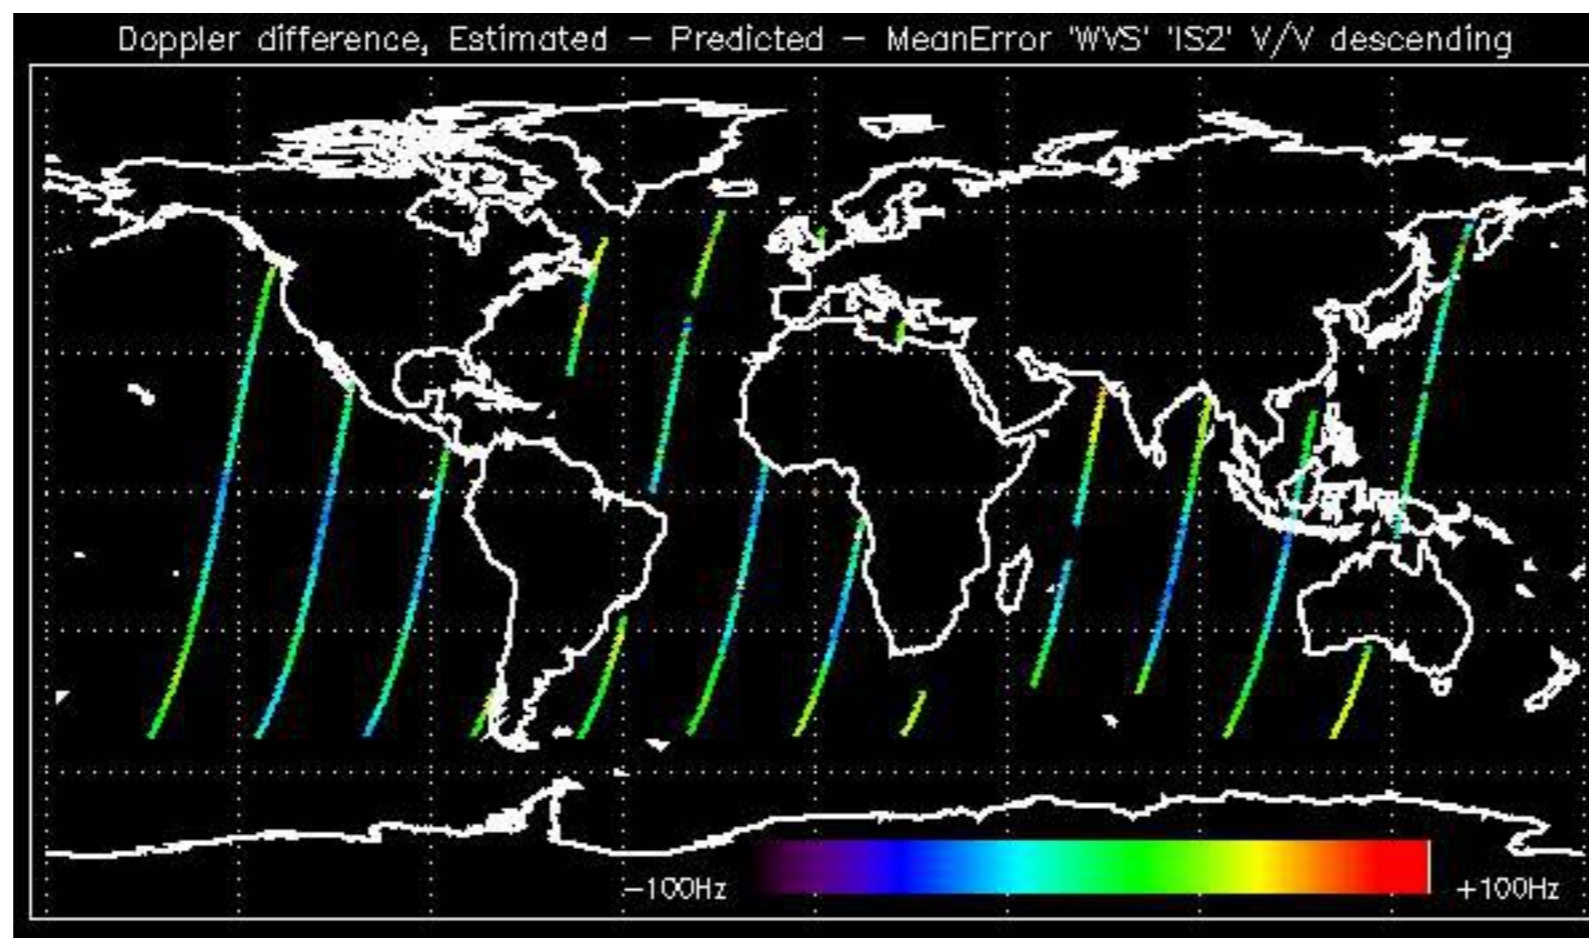 Doppler difference, Estimated – Predicted – MeanError 'WVS' 'IS2' V/V descending
–100Hz
+100Hz